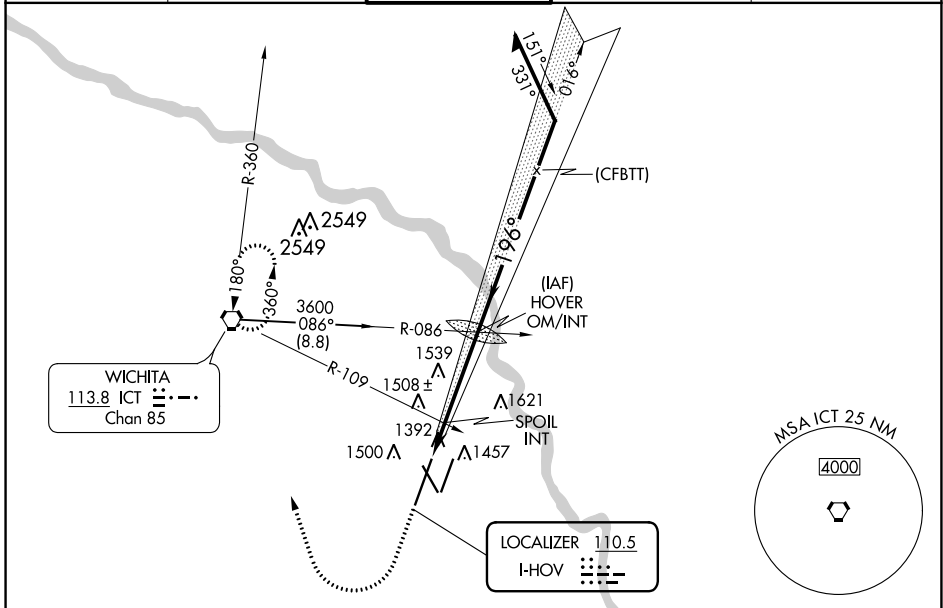 151°
331°
016°
(CFBTT)
R-360
2549
2549
196°
180°
360°
(IAF)
HOVER
OM/INT
3600
086°
(8.8)
R-086
R-109
1539
1508 ±
WICHITA
113.8 ICT
Chan 85
1621
SPOIL
INT
1392
1500
1457
MSA ICT 25 NM
4000
LOCALIZER 110.5
I-HOV